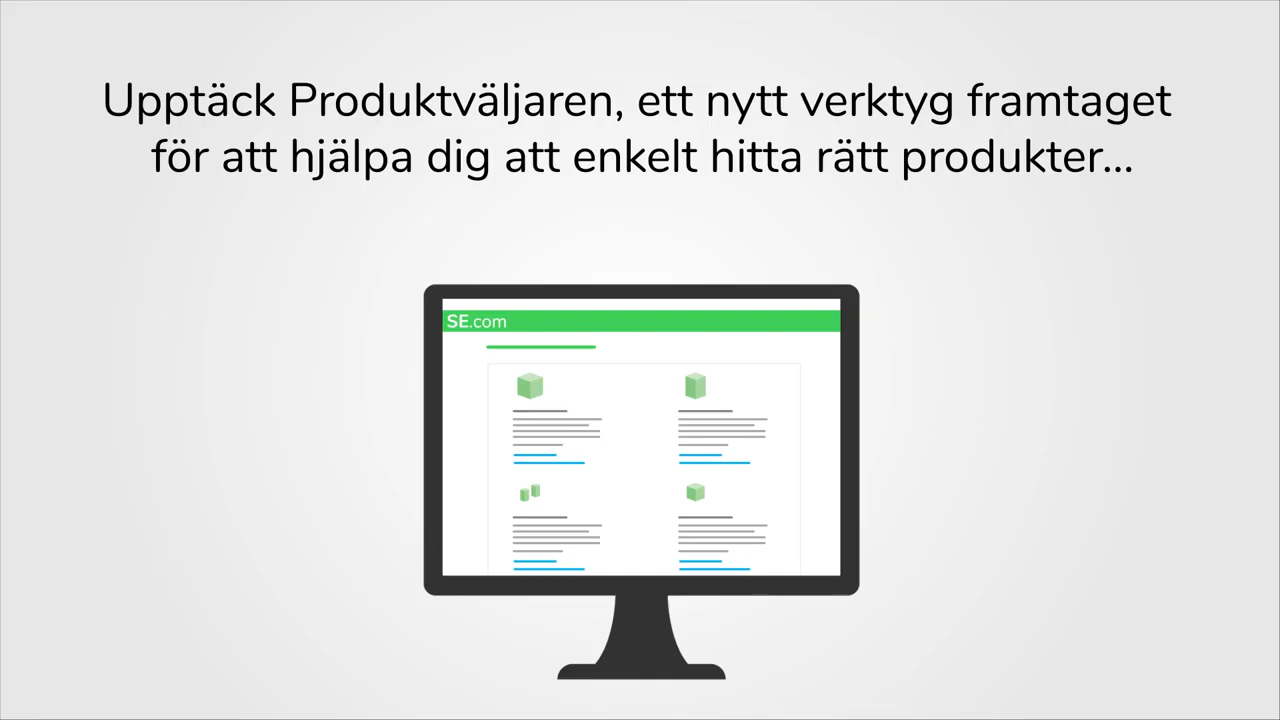 Upptäck Produktväljaren, ett nytt verktyg framtaget
för att hjälpa dig att enkelt hitta rätt produkter...
SE.com